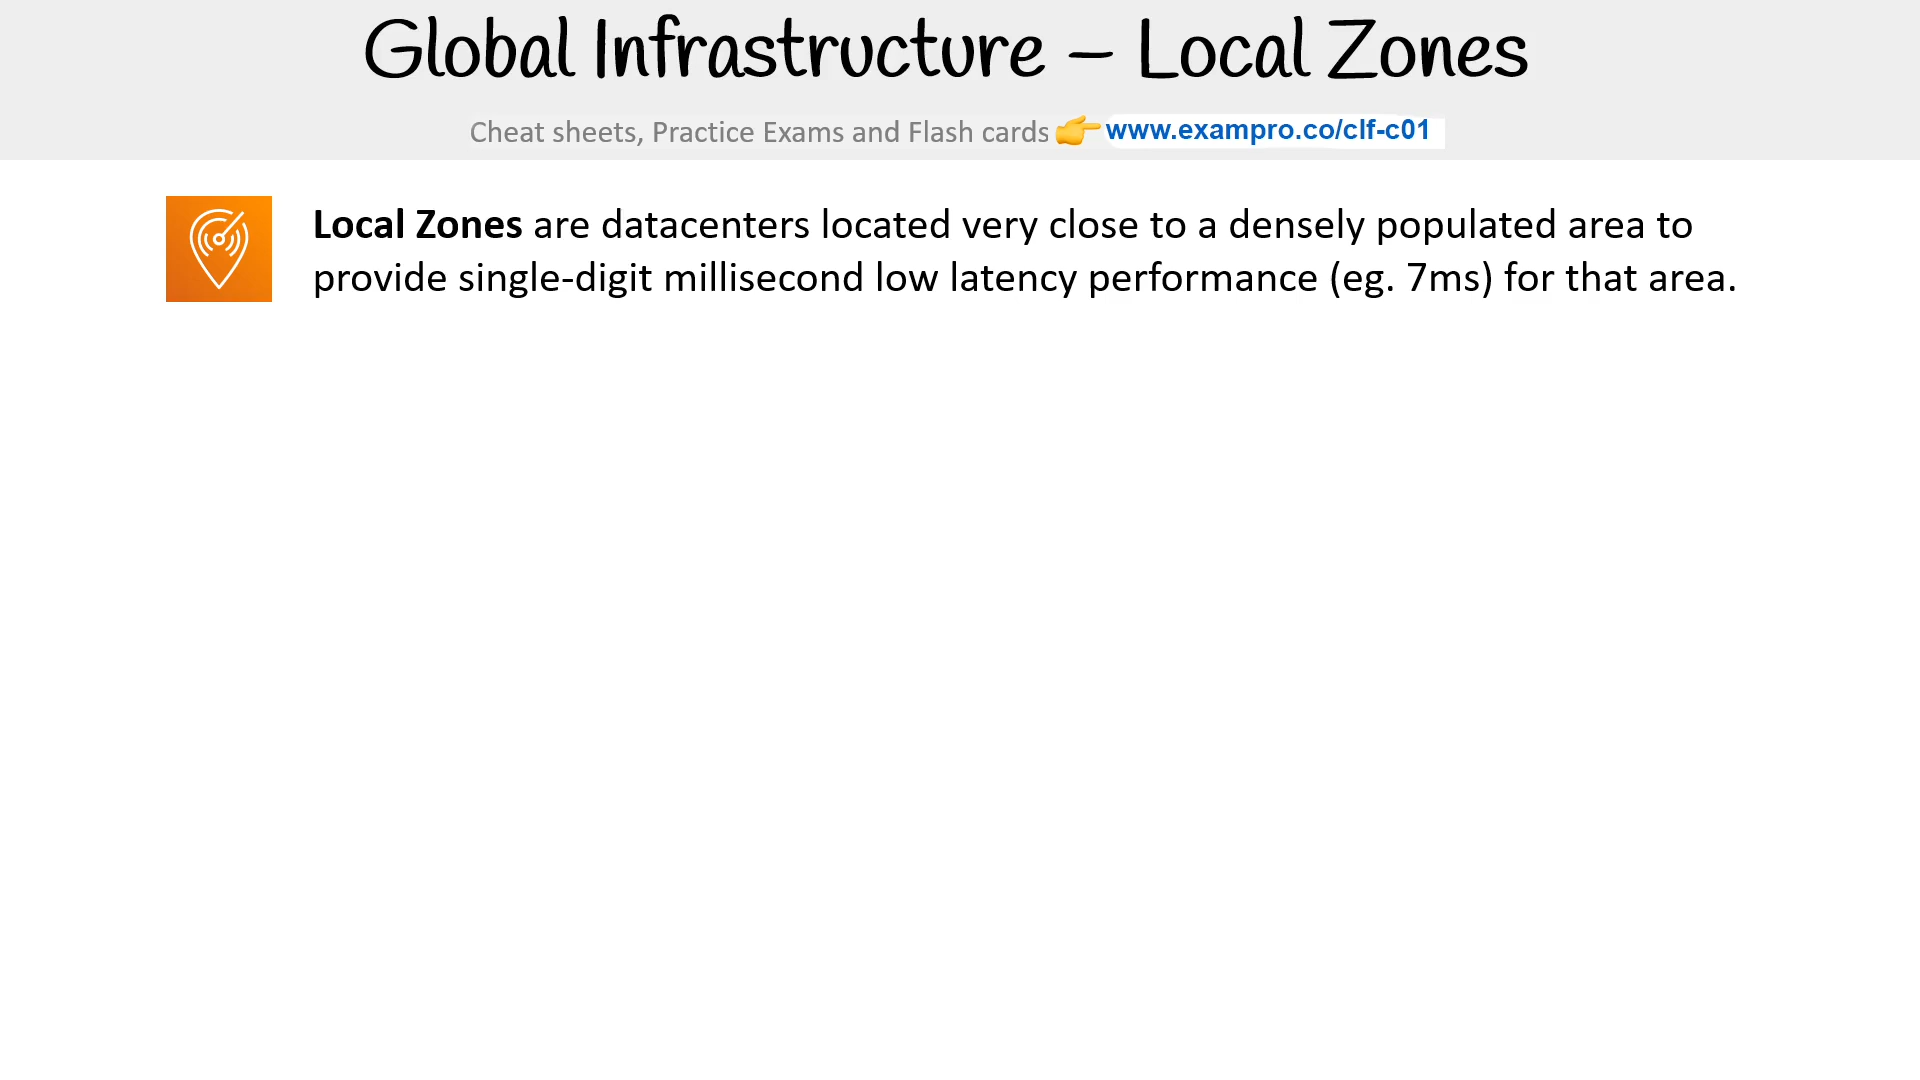 Global Infrastructure – Local Zones
Cheat sheets, Practice Exams and Flash cards 👉 www.exampro.co/clf-c01
Local Zones are datacenters located very close to a densely populated area to
provide single-digit millisecond low latency performance (eg. 7ms) for that area.